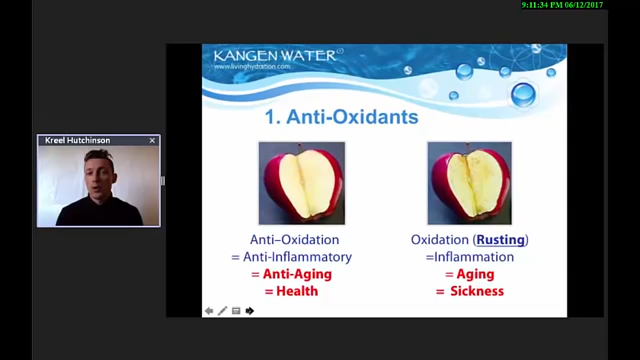 9:11:34 PM 06/12/2017
KANGEN WATER®
www.livinghydration.com
Kreel Hutchinson
1. Anti-Oxidants
Anti–Oxidation
= Anti-Inflammatory
= Anti-Aging
= Health
Oxidation (Rusting)
=Inflammation
= Aging
= Sickness